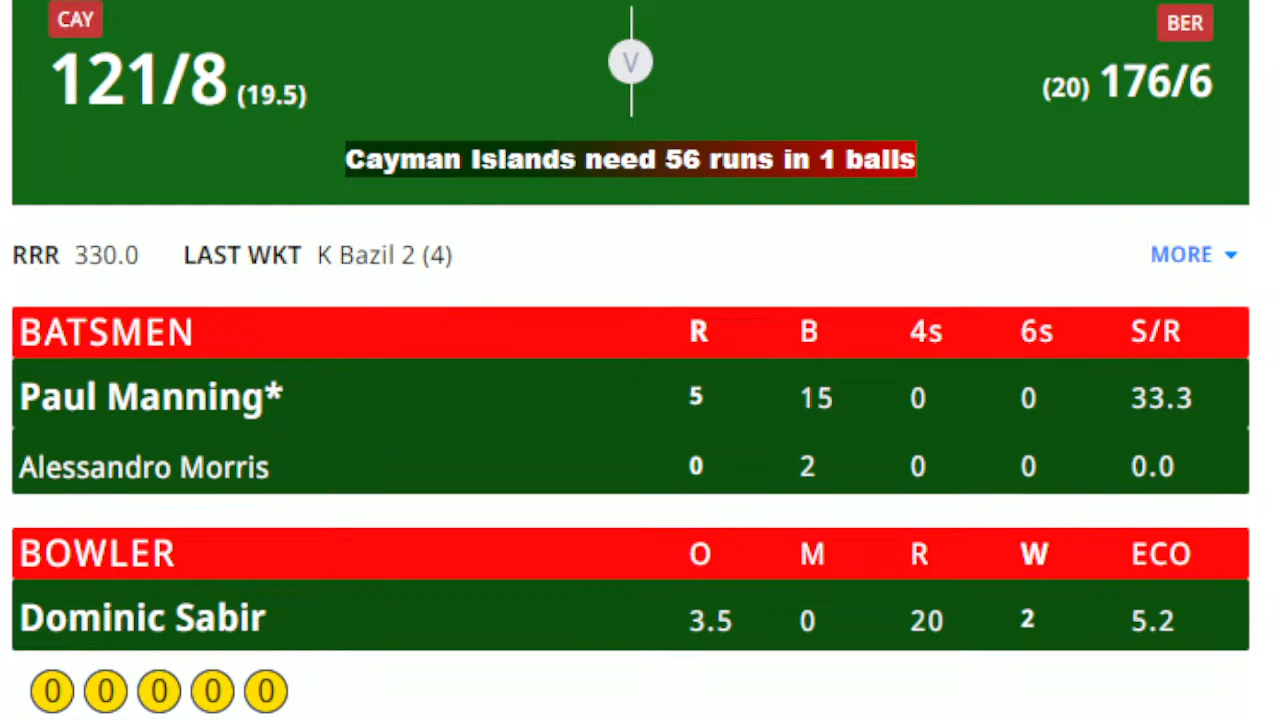 CAY BER
121/8 (19.5) V (20) 176/6
Cayman Islands need 56 runs in 1 balls
RRR 330.0 LAST WKT K Bazil 2 (4) MORE
BATSMEN R B 4s 6s S/R
Paul Manning* 5 15 0 0 33.3
Alessandro Morris 0 2 0 0 0.0
BOWLER O M R W ECO
Dominic Sabir 3.5 0 20 2 5.2
0 0 0 0 0